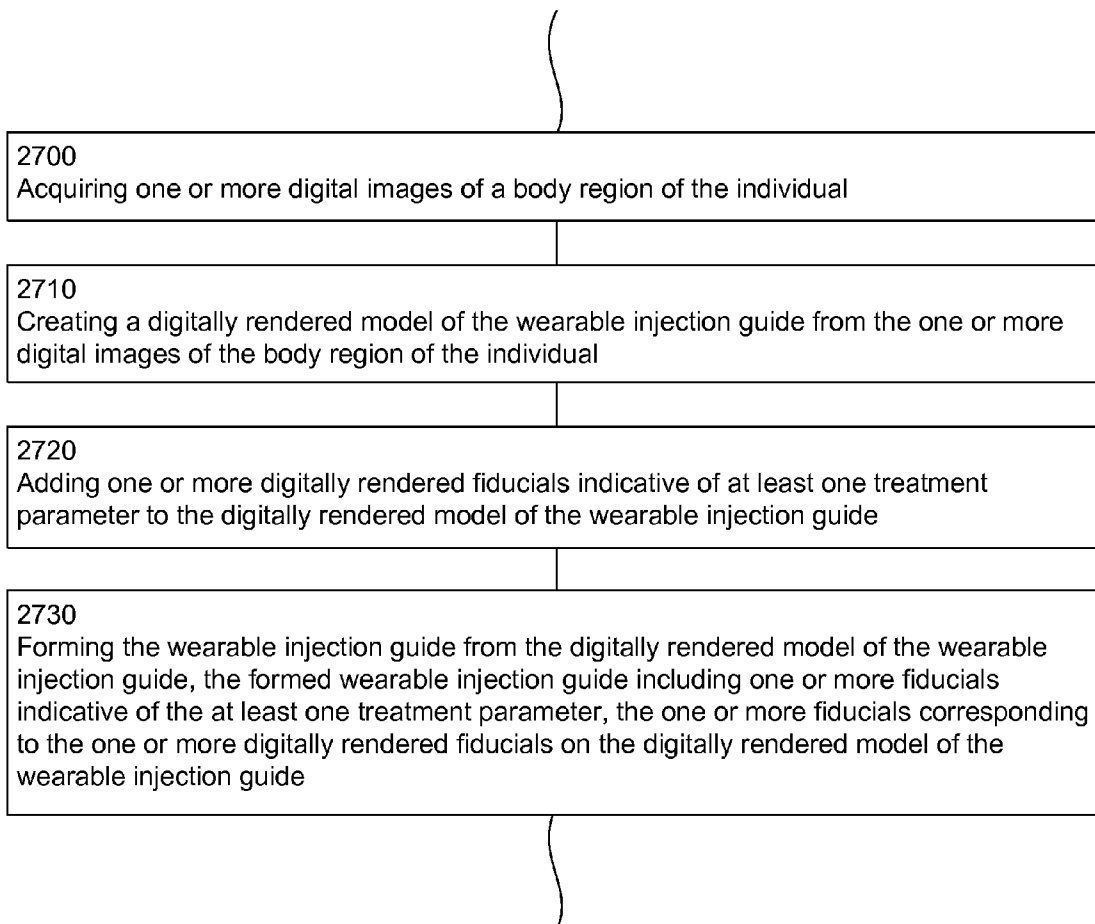 2700
Acquiring one or more digital images of a body region of the individual
2710
Creating a digitally rendered model of the wearable injection guide from the one or more
digital images of the body region of the individual
2720
Adding one or more digitally rendered fiducials indicative of at least one treatment
parameter to the digitally rendered model of the wearable injection guide
2730
Forming the wearable injection guide from the digitally rendered model of the wearable
injection guide, the formed wearable injection guide including one or more fiducials
indicative of the at least one treatment parameter, the one or more fiducials corresponding
to the one or more digitally rendered fiducials on the digitally rendered model of the
wearable injection guide